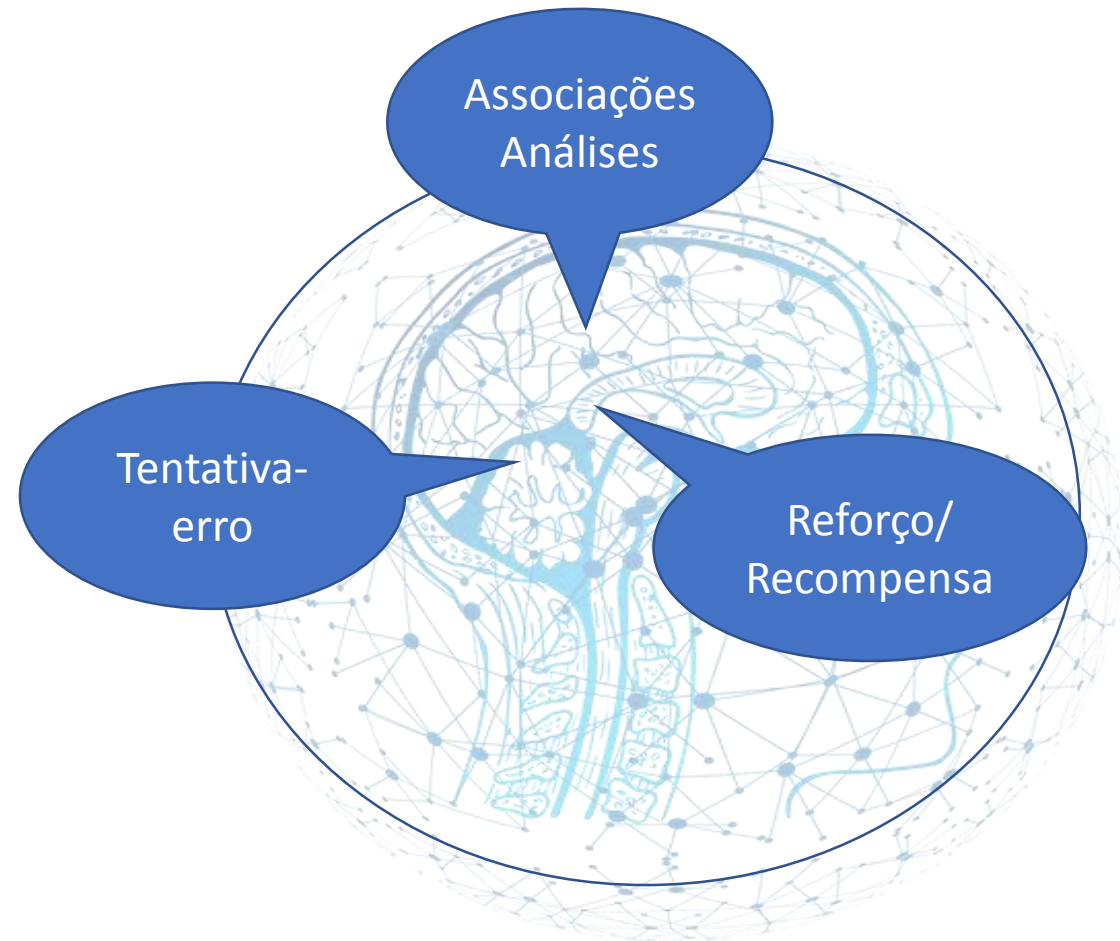 Associações
Análises
Tentativa-
erro
Reforço/
Recompensa